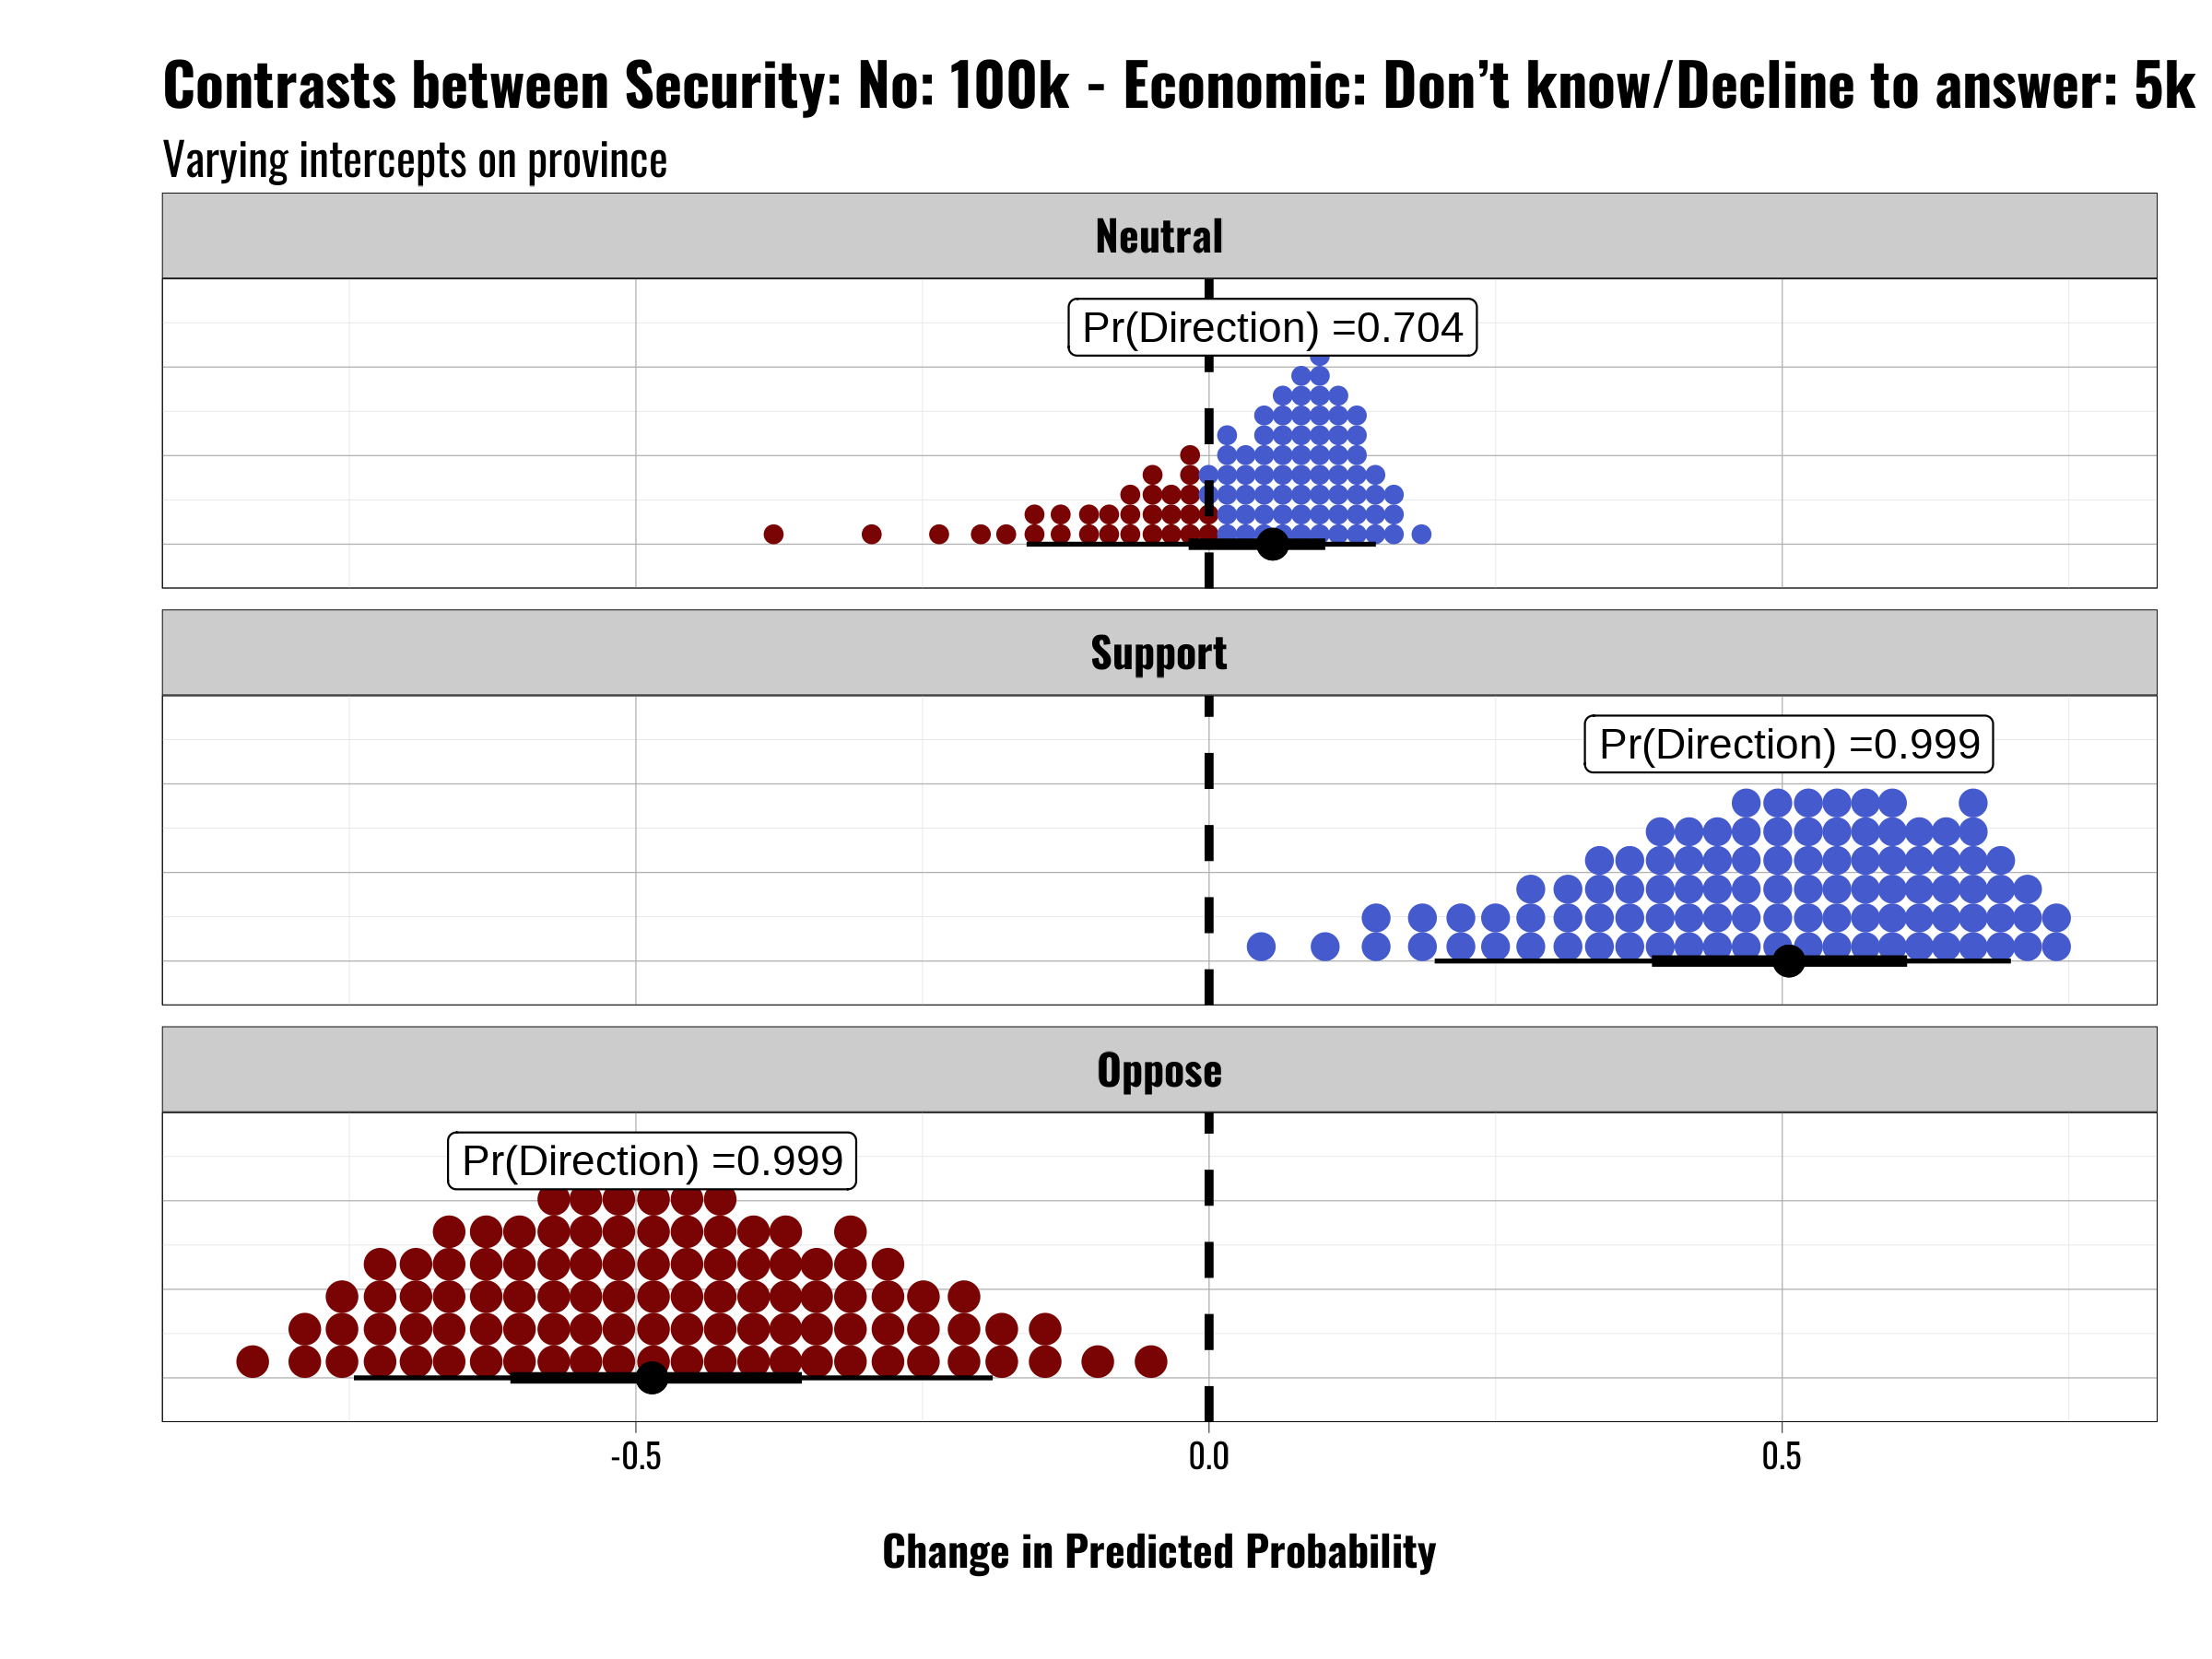 Contrasts between Security: No: 100k - Economic: Don’t know/Decline to answer: 5k
Varying intercepts on province
Neutral
Pr(Direction) =0.704
Support
Pr(Direction) =0.999
Oppose
Pr(Direction) =0.999
-0.5 0.0 0.5
Change in Predicted Probability